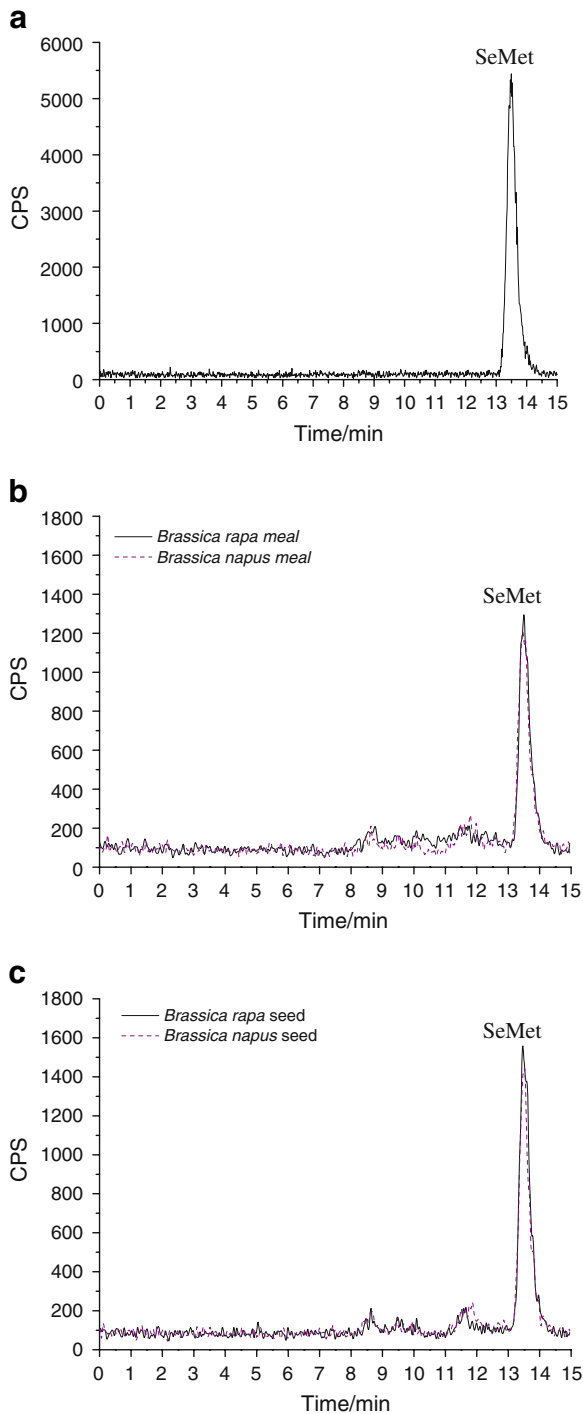 a
6000
5000
4000
3000
2000
1000
0
CPS
SeMet
0 1 2 3 4 5 6 7 8 9 10 11 12 13 14 15
Time/min
b
1800
1600
1400
1200
1000
800
600
400
200
0
CPS
Brassica rapa meal
Brassica napus meal
SeMet
0 1 2 3 4 5 6 7 8 9 10 11 12 13 14 15
Time/min
c
1800
1600
1400
1200
1000
800
600
400
200
0
CPS
Brassica rapa seed
Brassica napus seed
SeMet
0 1 2 3 4 5 6 7 8 9 10 11 12 13 14 15
Time/min